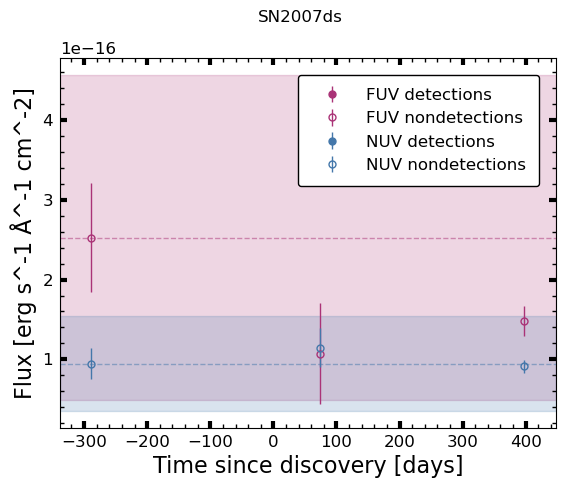 SN2007ds
1e−16
FUV detections
FUV nondetections
NUV detections
NUV nondetections
4
3
2
1
Flux [erg s^-1 Å^-1 cm^-2]
−300 −200 −100 0 100 200 300 400
Time since discovery [days]